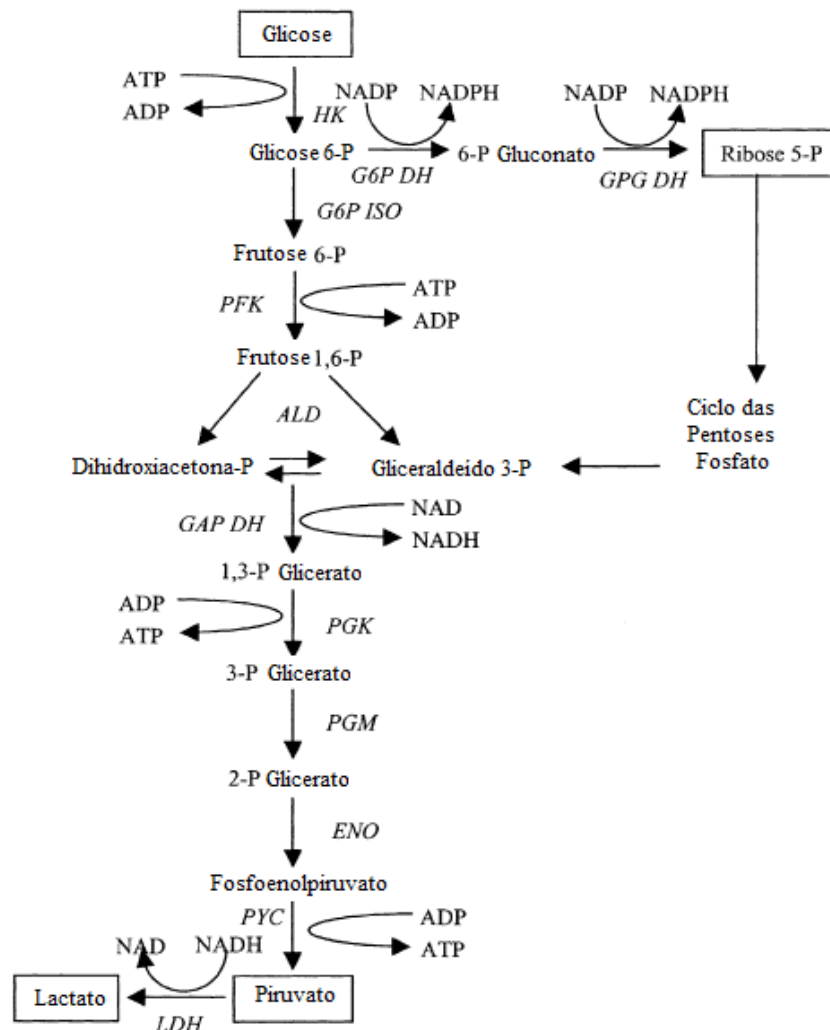 Glicose
ATP
ADP
HK
NADP NADPH
NADP NADPH
Glicose 6-P
6-P Gluconato
Ribose 5-P
G6P DH
GPG DH
G6P ISO
Frutose 6-P
PFK
ATP
ADP
Frutose 1,6-P
ALD
Ciclo das
Pentoses
Fosfato
Dihidroxiacetona-P
Gliceraldeido 3-P
GAP DH
NAD
NADH
1,3-P Glicerato
ADP
ATP
PGK
3-P Glicerato
PGM
2-P Glicerato
ENO
Fosfoenolpiruvato
PYC
ADP
ATP
NAD NADH
Lactato
Piruvato
LDH